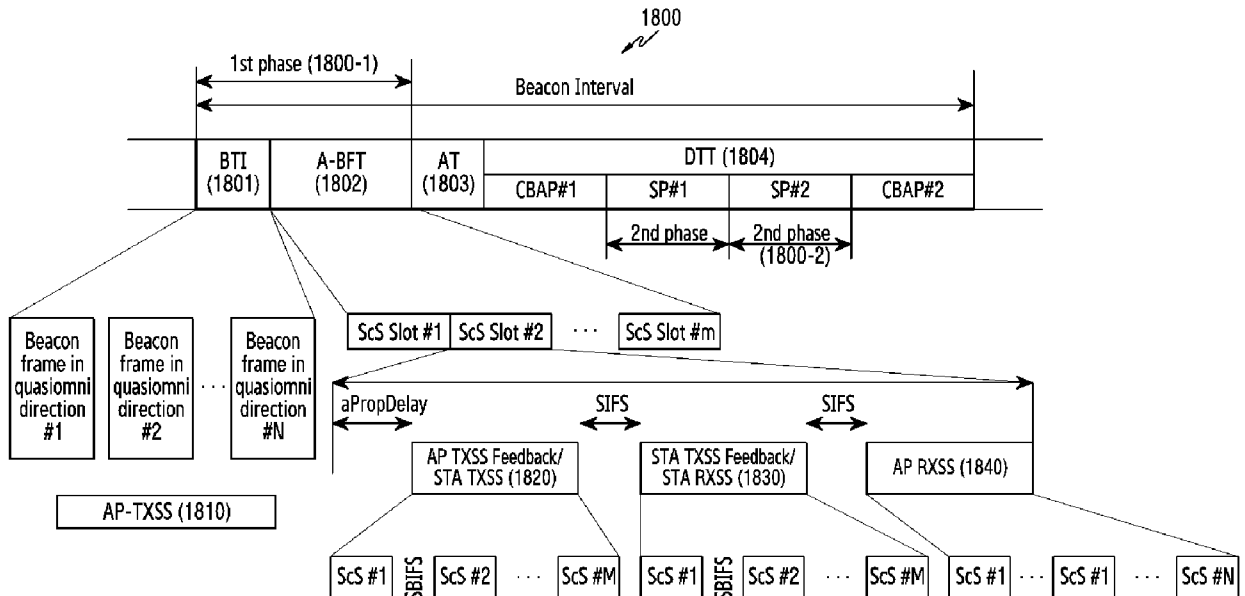 1800
1st phase (1800-1)
Beacon Interval
BTI
(1801)
A-BFT
(1802)
AT
(1803)
DTT (1804)
CBAP#1
SP#1
SP#2
CBAP#2
2nd phase
2nd phase
(1800-2)
Beacon
frame in
quasiomni
direction
#1
Beacon
frame in
quasiomni
direction
#2
...
Beacon
frame in
quasiomni
direction
#N
ScS Slot #1
ScS Slot #2
...
ScS Slot #m
aPropDelay
SIFS
SIFS
AP TXSS Feedback/
STA TXSS (1820)
STA TXSS Feedback/
STA RXSS (1830)
AP RXSS (1840)
AP-TXSS (1810)
ScS #1
SBIFS
ScS #2
...
ScS #M
ScS #1
SBIFS
ScS #2
...
ScS #M
ScS #1
...
ScS #1
...
ScS #N